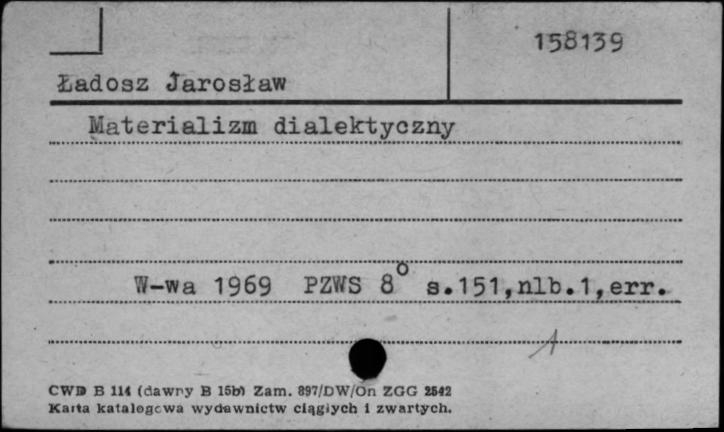 158139
Ładosz Jarosław
Materializm dialektyczny
W-wa 1969 PZWS 8° s.151,nlb.1,err.
1
CWD B 114 (dawny B 15b) Zam. 897/DW/On ZGG 2542
Karta katalogowa wydawnictw ciągłych i zwartych.